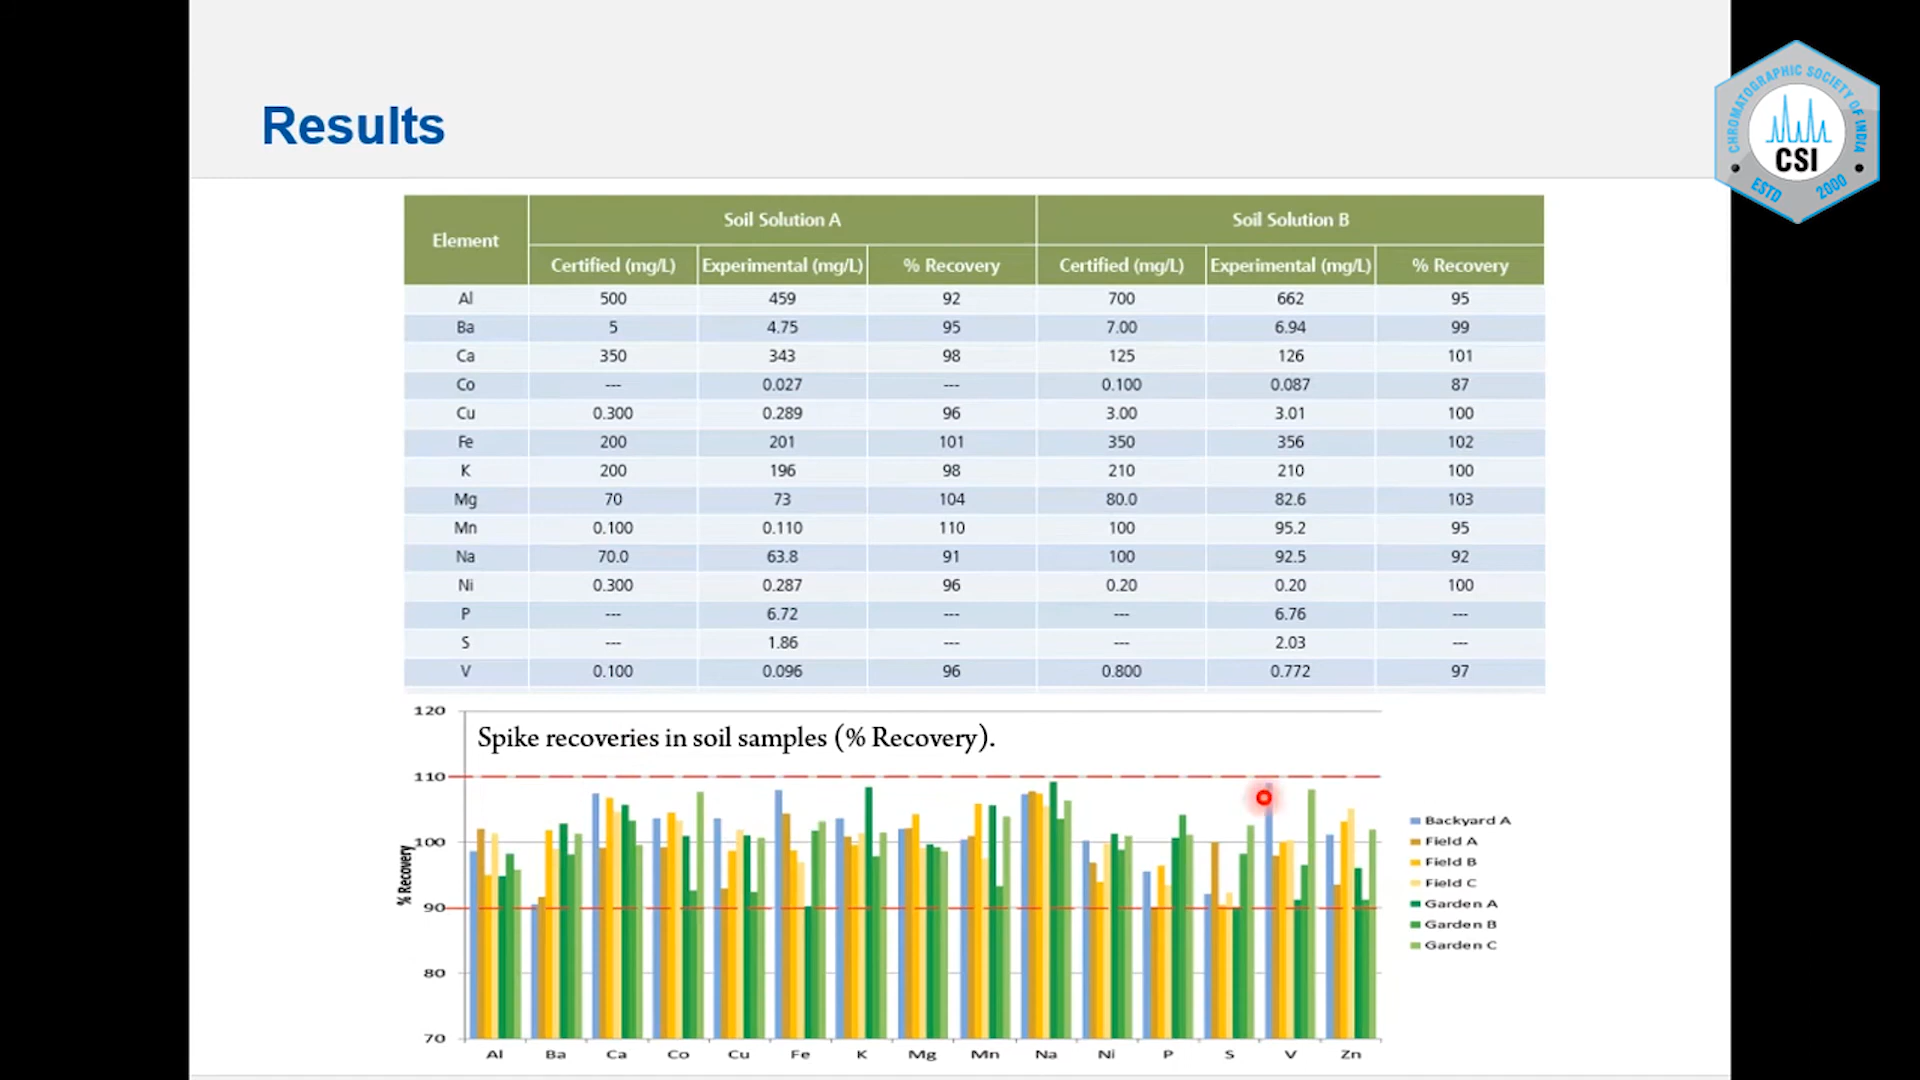 Results
CHROMATOGRAPHIC SOCIETY OF INDIA
CSI
ESTD 2000
Element Soil Solution A Soil Solution B
Certified (mg/L) Experimental (mg/L) % Recovery Certified (mg/L) Experimental (mg/L) % Recovery
Al 500 459 92 700 662 95
Ba 5 4.75 95 7.00 6.94 99
Ca 350 343 98 125 126 101
Co --- 0.027 --- 0.100 0.087 87
Cu 0.300 0.289 96 3.00 3.01 100
Fe 200 201 101 350 356 102
K 200 196 98 210 210 100
Mg 70 73 104 80.0 82.6 103
Mn 0.100 0.110 110 100 95.2 95
Na 70.0 63.8 91 100 92.5 92
Ni 0.300 0.287 96 0.20 0.20 100
P --- 6.72 --- --- 6.76 ---
S --- 1.86 --- --- 2.03 ---
V 0.100 0.096 96 0.800 0.772 97
Spike recoveries in soil samples (% Recovery).
% Recovery
120
110
100
90
80
70
Al Ba Ca Co Cu Fe K Mg Mn Na Ni P S V Zn
Backyard A
Field A
Field B
Field C
Garden A
Garden B
Garden C